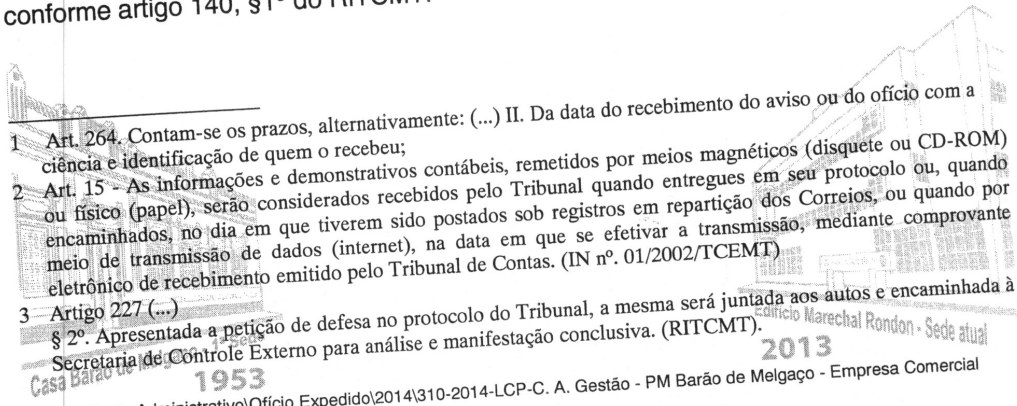 conforme artigo 140, §1º do RITCMT.
1 Art. 264. Contam-se os prazos, alternativamente: (...) II. Da data do recebimento do aviso ou do ofício com a
ciência e identificação de quem o recebeu;
2 Art. 15 - As informações e demonstrativos contábeis, remetidos por meios magnéticos (disquete ou CD-ROM)
ou físico (papel), serão considerados recebidos pelo Tribunal quando entregues em seu protocolo ou, quando
encaminhados, no dia em que tiverem sido postados sob registros em repartição dos Correios, ou quando por
meio de transmissão de dados (internet), na data em que se efetivar a transmissão, mediante comprovante
eletrônico de recebimento emitido pelo Tribunal de Contas. (IN nº. 01/2002/TCEMT)
3 Artigo 227 (...)
§ 2º. Apresentada a petição de defesa no protocolo do Tribunal, a mesma será juntada aos autos e encaminhada à
Secretaria de Controle Externo para análise e manifestação conclusiva. (RITCMT).
Edifício Marechal Rondon - Sede atual
2013
Casa Barão de Melgaço - 1ª Sede
1953
\Ofício Expedido\2014\310-2014-LCP-C. A. Gestão - PM Barão de Melgaço - Empresa Comercial